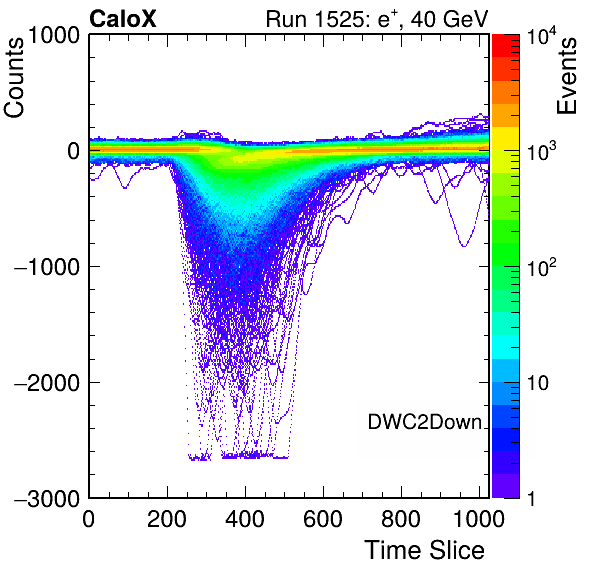 CaloX Run 1525: e⁺, 40 GeV
Counts
1000
0
−1000
−2000
−3000
0 200 400 600 800 1000
Time Slice
DWC2Down
Events
10⁴
10³
10²
10
1